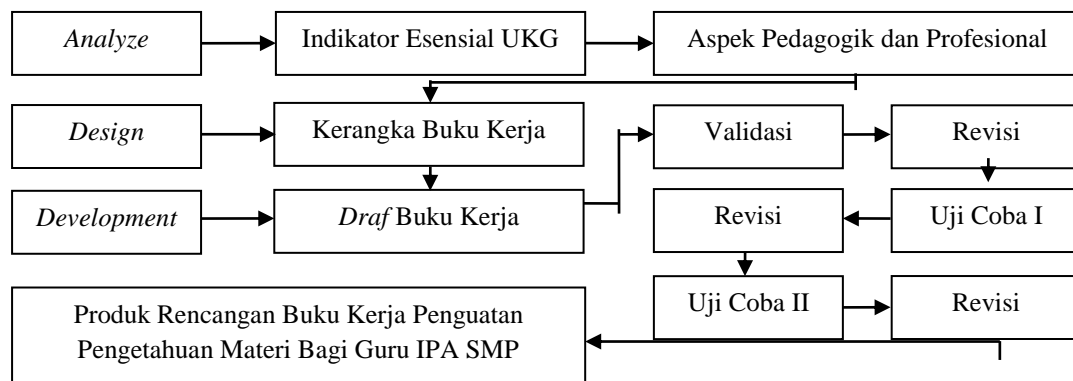 Analyze
Indikator Esensial UKG
Aspek Pedagogik dan Profesional
Design
Kerangka Buku Kerja
Validasi
Revisi
Development
Draf Buku Kerja
Revisi
Uji Coba I
Uji Coba II
Revisi
Produk Rencangan Buku Kerja Penguatan
Pengetahuan Materi Bagi Guru IPA SMP